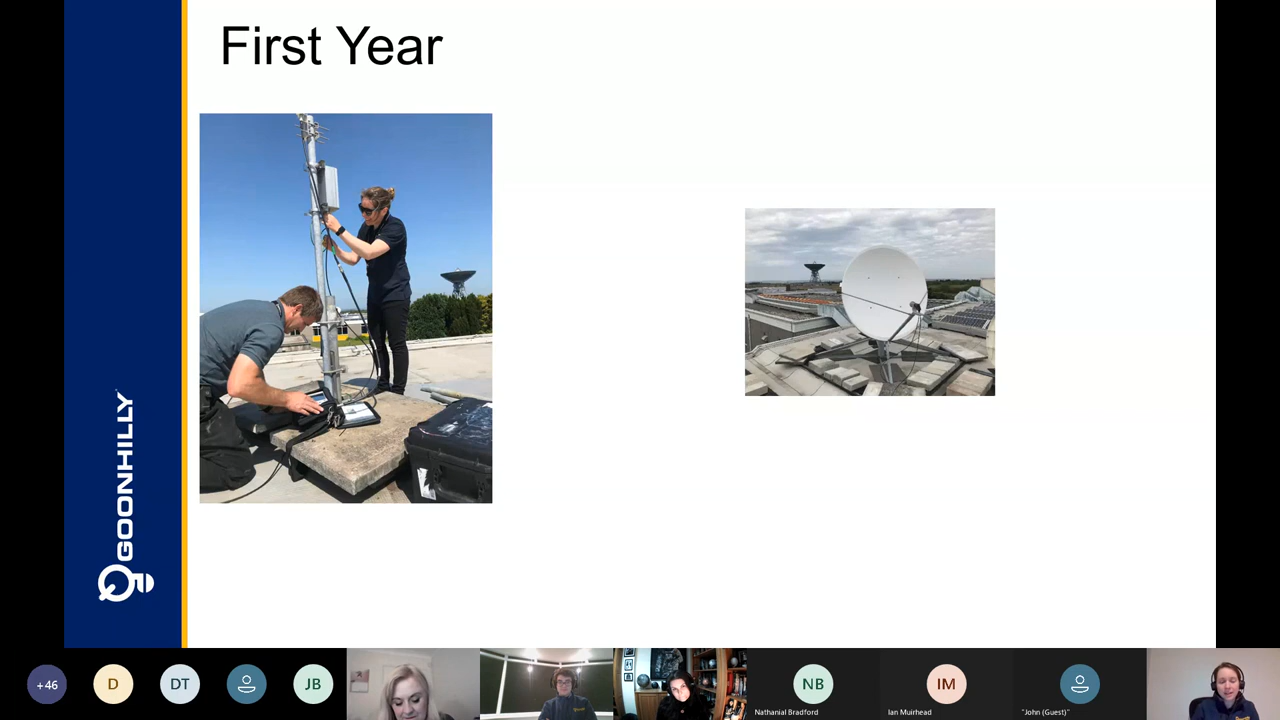 First Year
GOONHILLY
+46
D
DT
JB
NB
Nathanial Bradford
IM
Ian Muirhead
"John (Guest)"